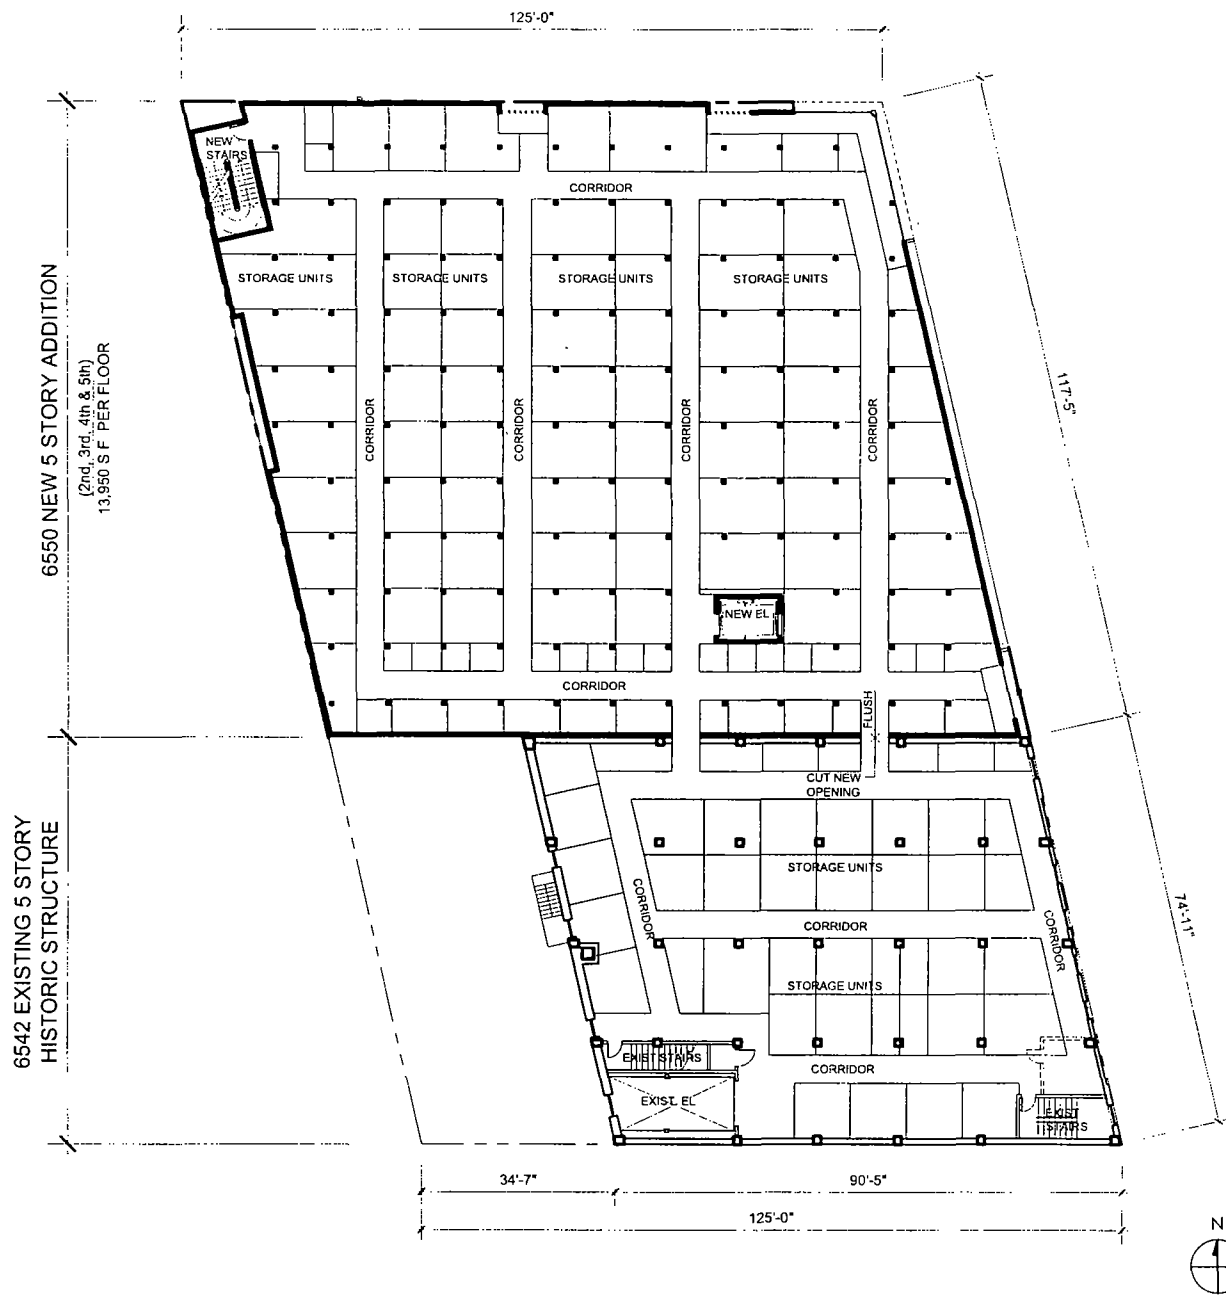 125'-0"
NEW
STAIRS
CORRIDOR
STORAGE UNITS
STORAGE UNITS
STORAGE UNITS
STORAGE UNITS
6550 NEW 5 STORY ADDITION
(2nd, 3rd, 4th & 5th)
13,950 S F PER FLOOR
CORRIDOR
CORRIDOR
CORRIDOR
CORRIDOR
117'-5"
NEW EL
CORRIDOR
FLUSH
CUT NEW
OPENING
6542 EXISTING 5 STORY
HISTORIC STRUCTURE
STORAGE UNITS
CORRIDOR
CORRIDOR
CORRIDOR
74'-11"
STORAGE UNITS
EXIST STAIRS
CORRIDOR
EXIST. EL
EXIST
STAIRS
34'-7"
90'-5"
125'-0"
N